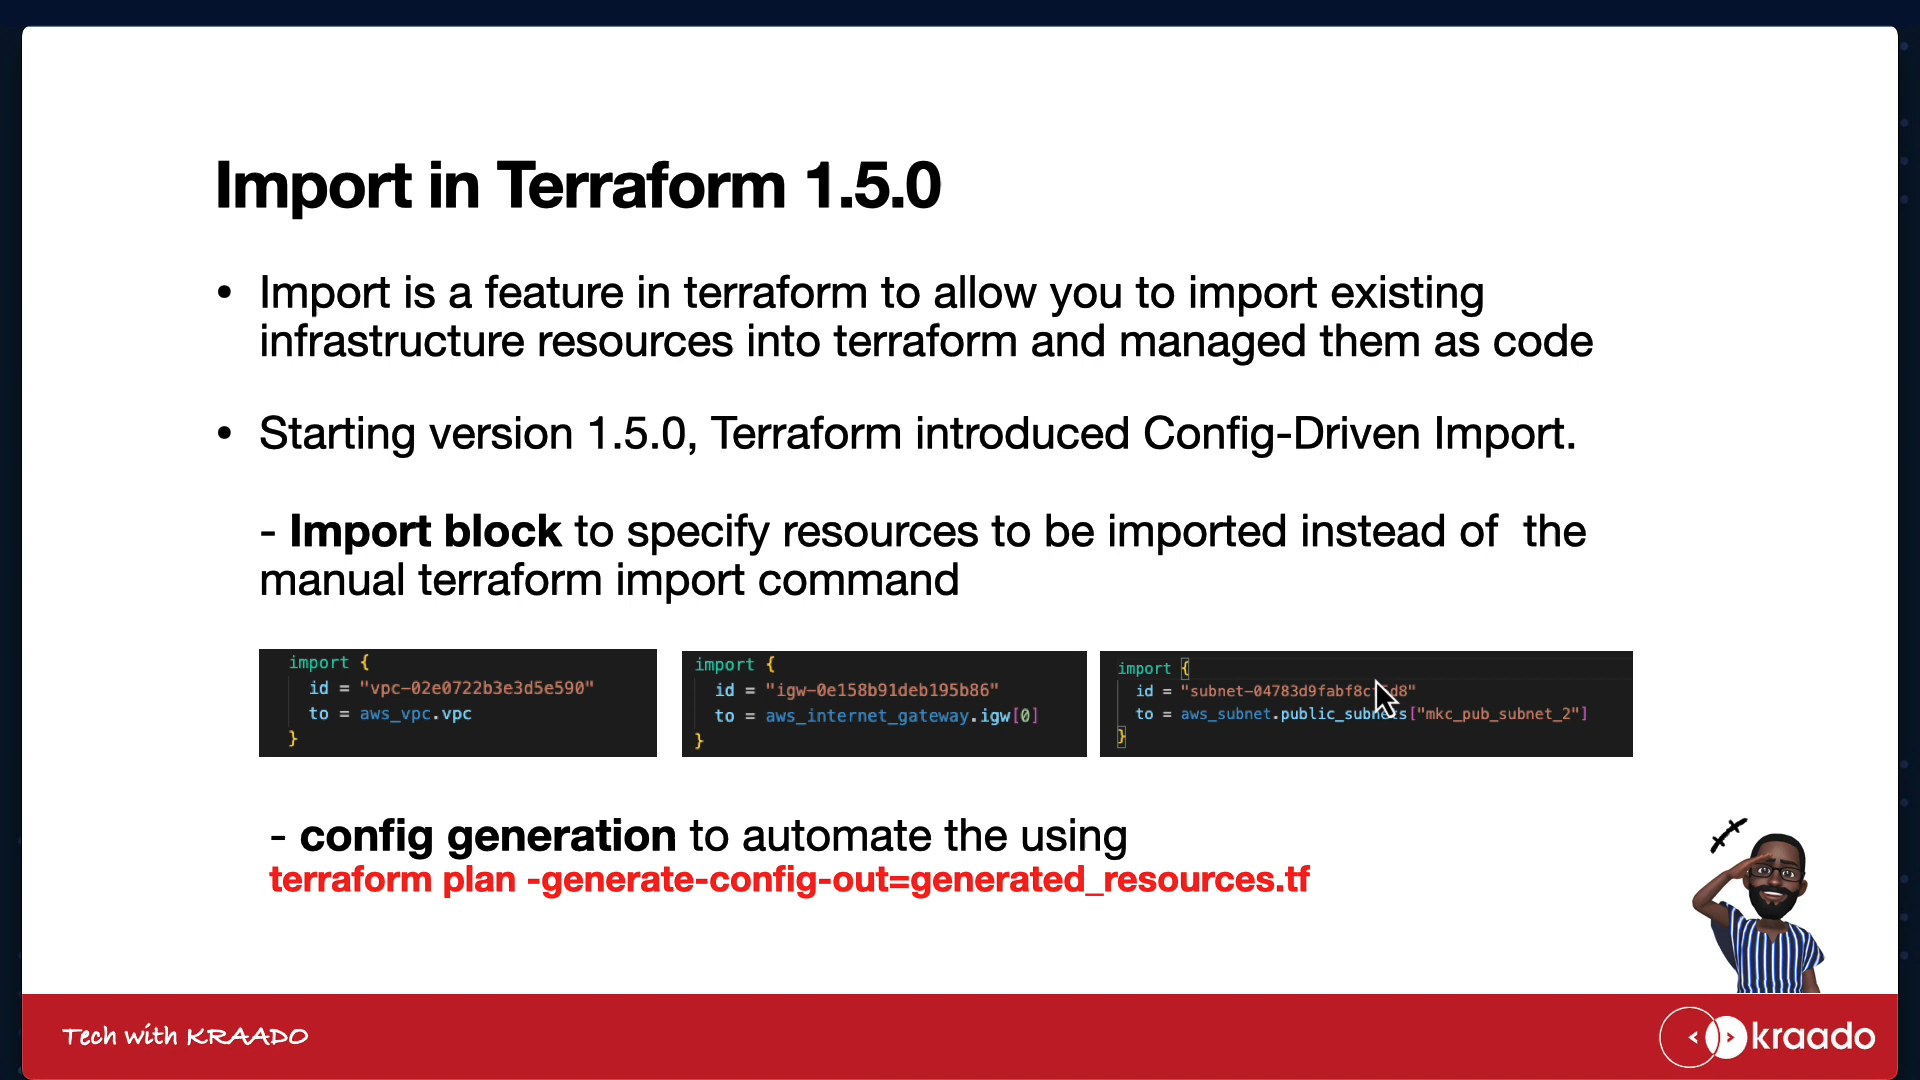 Import in Terraform 1.5.0
• Import is a feature in terraform to allow you to import existing
infrastructure resources into terraform and managed them as code
• Starting version 1.5.0, Terraform introduced Config-Driven Import.
- Import block to specify resources to be imported instead of the
manual terraform import command
import {
id = "vpc-02e0722b3e3d5e590"
to = aws_vpc.vpc
}
import {
id = "igw-0e158b91deb195b86"
to = aws_internet_gateway.igw[0]
}
import {
id =
to = aws_subnet.public_subnets["mkc_pub_subnet_2"]
}
- config generation to automate the using
terraform plan -generate-config-out=generated_resources.tf
Tech with KRAADO
< > kraado